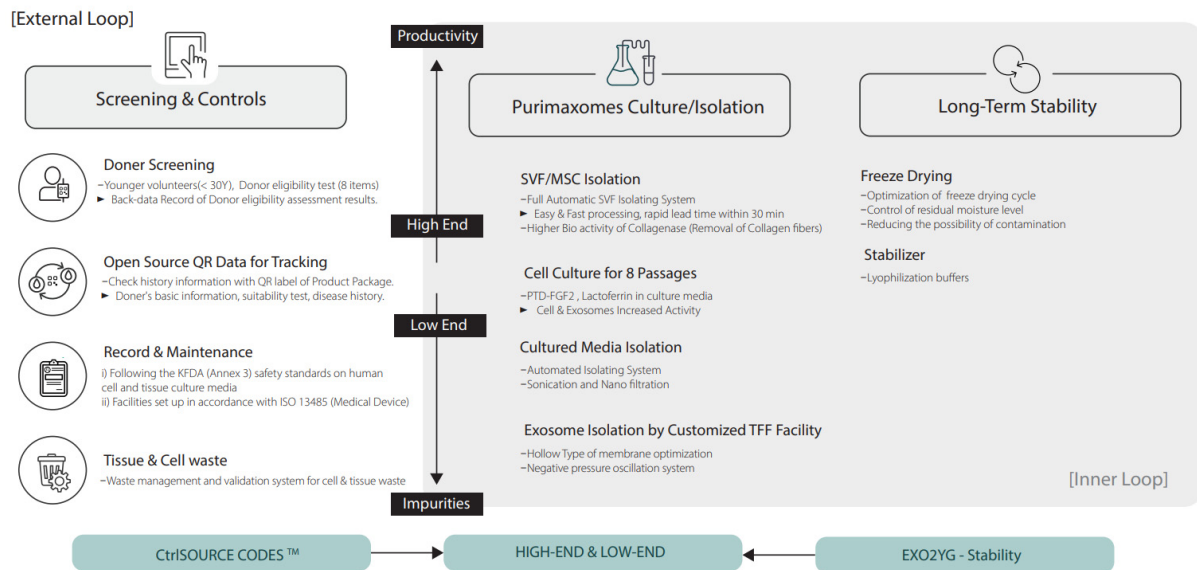 [External Loop]
Screening & Controls
Doner Screening
–Younger volunteers(< 30Y), Donor eligibility test (8 items)
► Back-data Record of Donor eligibility assessment results.
Open Source QR Data for Tracking
–Check history information with QR label of Product Package.
► Doner's basic information, suitability test, disease history.
Record & Maintenance
i) Following the KFDA (Annex 3) safety standards on human
cell and tissue culture media
ii) Facilities set up in accordance with ISO 13485 (Medical Device)
Tissue & Cell waste
–Waste management and validation system for cell & tissue waste
Productivity
High End
Low End
Impurities
Purimaxomes Culture/Isolation
SVF/MSC Isolation
–Full Automatic SVF Isolating System
► Easy & Fast processing, rapid lead time within 30 min
–Higher Bio activity of Collagenase (Removal of Collagen fibers)
Cell Culture for 8 Passages
–PTD-FGF2 , Lactoferrin in culture media
► Cell & Exosomes Increased Activity
Cultured Media Isolation
–Automated Isolating System
–Sonication and Nano filtration
Exosome Isolation by Customized TFF Facility
–Hollow Type of membrane optimization
–Negative pressure oscillation system
Long-Term Stability
Freeze Drying
–Optimization of freeze drying cycle
–Control of residual moisture level
–Reducing the possibility of contamination
Stabilizer
–Lyophilization buffers
[Inner Loop]
CtrlSOURCE CODES ™
HIGH-END & LOW-END
EXO2YG - Stability